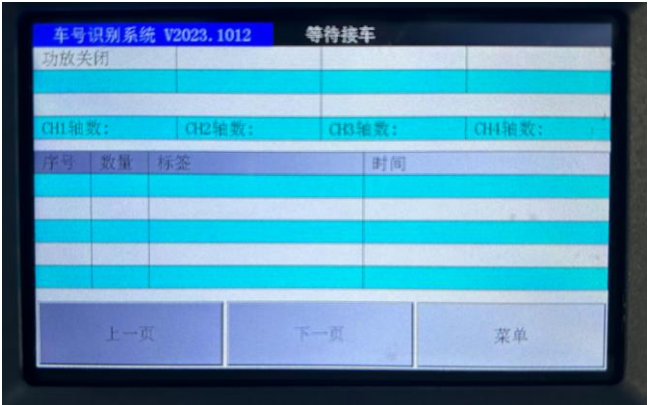 车号识别系统 V2023.1012 等待接车
功放关闭
CH1轴数: CH2轴数: CH3轴数: CH4轴数:
序号 数量 标签 时间
上一页 下一页 菜单